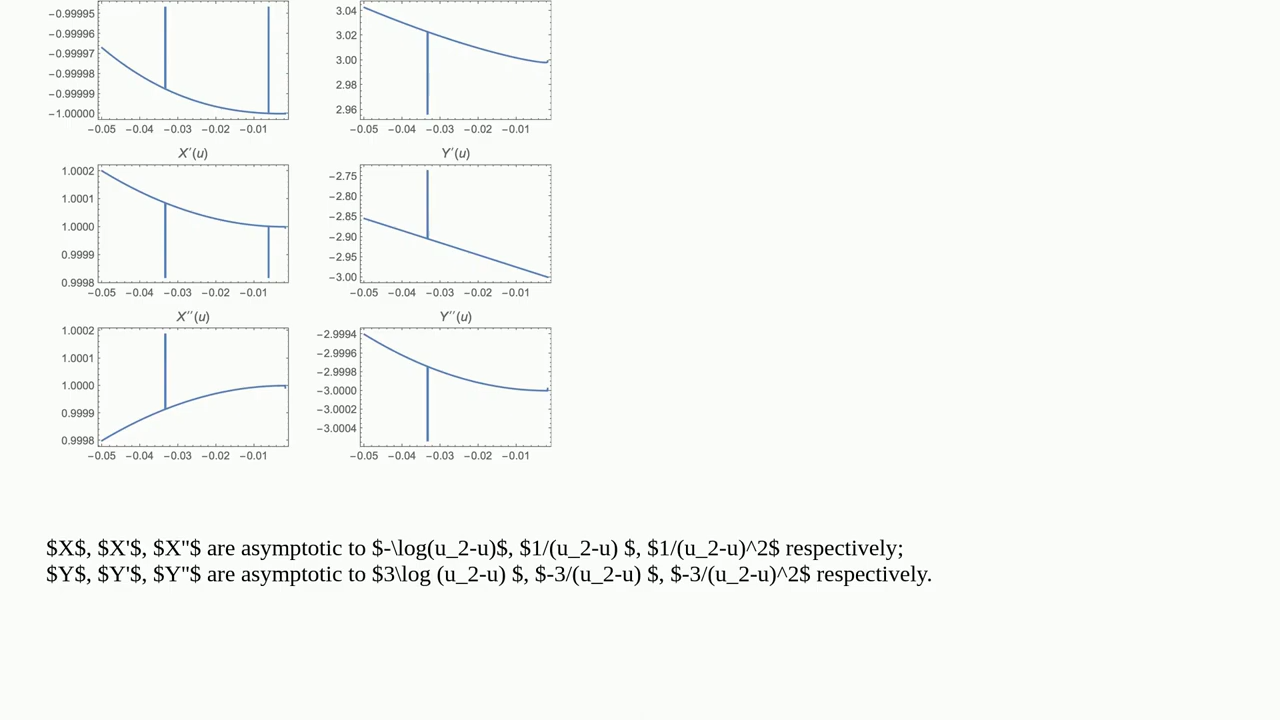 −0.99995
−0.99996
−0.99997
−0.99998
−0.99999
−1.00000
−0.05 −0.04 −0.03 −0.02 −0.01
3.04
3.02
3.00
2.98
2.96
−0.05 −0.04 −0.03 −0.02 −0.01
X′(u)
1.0002
1.0001
1.0000
0.9999
0.9998
−0.05 −0.04 −0.03 −0.02 −0.01
Y′(u)
−2.75
−2.80
−2.85
−2.90
−2.95
−3.00
−0.05 −0.04 −0.03 −0.02 −0.01
X′′(u)
1.0002
1.0001
1.0000
0.9999
0.9998
−0.05 −0.04 −0.03 −0.02 −0.01
Y′′(u)
−2.9994
−2.9996
−2.9998
−3.0000
−3.0002
−3.0004
−0.05 −0.04 −0.03 −0.02 −0.01
$X$, $X'$, $X''$ are asymptotic to $-\log(u_2-u)$, $1/(u_2-u) $, $1/(u_2-u)^2$ respectively;
$Y$, $Y'$, $Y''$ are asymptotic to $3\log (u_2-u) $, $-3/(u_2-u) $, $-3/(u_2-u)^2$ respectively.